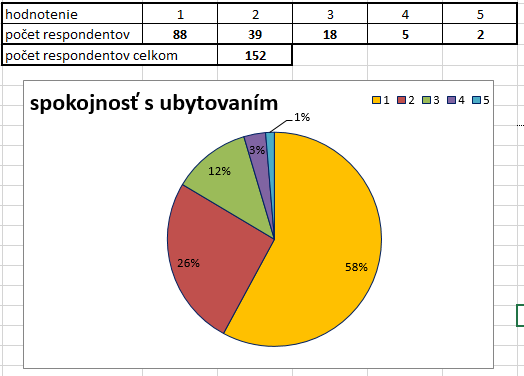 hodnotenie 1 2 3 4 5
počet respondentov 88 39 18 5 2
počet respondentov celkom 152
spokojnosť s ubytovaním
1 2 3 4 5
1%
3%
12%
26%
58%